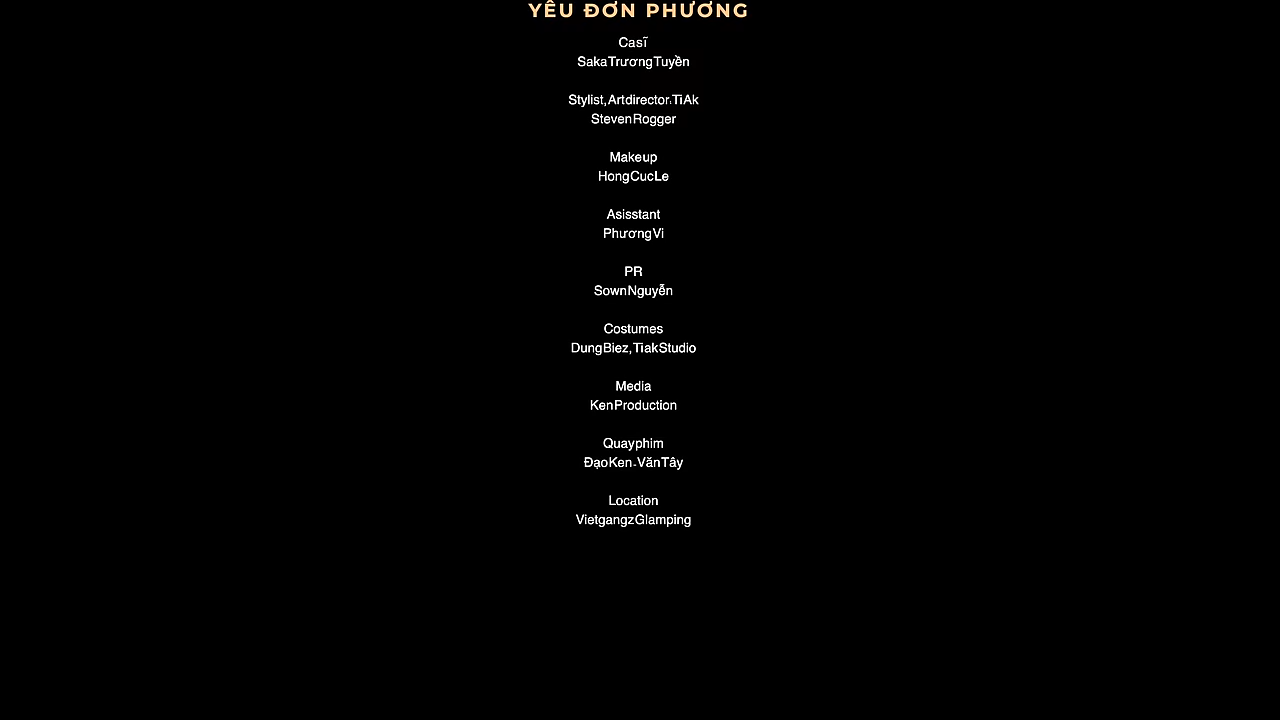 YÊU ĐƠN PHƯƠNG
Casĩ
SakaTrươngTuyền
Stylist,Artdirector.TiAk
StevenRogger
Makeup
HongCucLe
Asisstant
PhươngVi
PR
SownNguyễn
Costumes
DungBiez,TiakStudio
Media
KenProduction
Quayphim
ĐạoKen-VănTây
Location
VietgangzGlamping